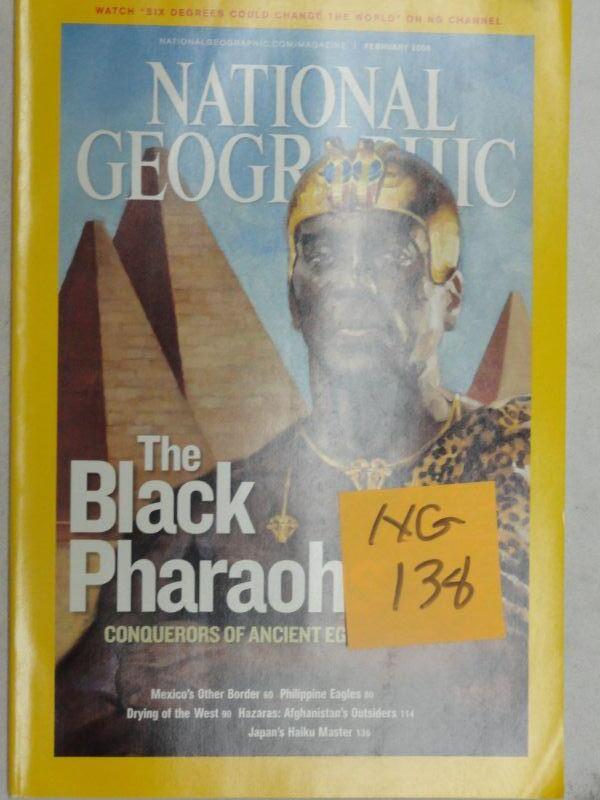 WATCH "SIX DEGREES COULD CHANGE THE WORLD" ON NG CHANNEL
NATIONALGEOGRAPHIC.COM/MAGAZINE | FEBRUARY 2008
NATIONAL
GEOGRAPHIC
The
Black
Pharaoh
CONQUERORS OF ANCIENT EG
NG
138
Mexico's Other Border 60 Philippine Eagles 80
Drying of the West 90 Hazaras: Afghanistan's Outsiders 114
Japan's Haiku Master 136